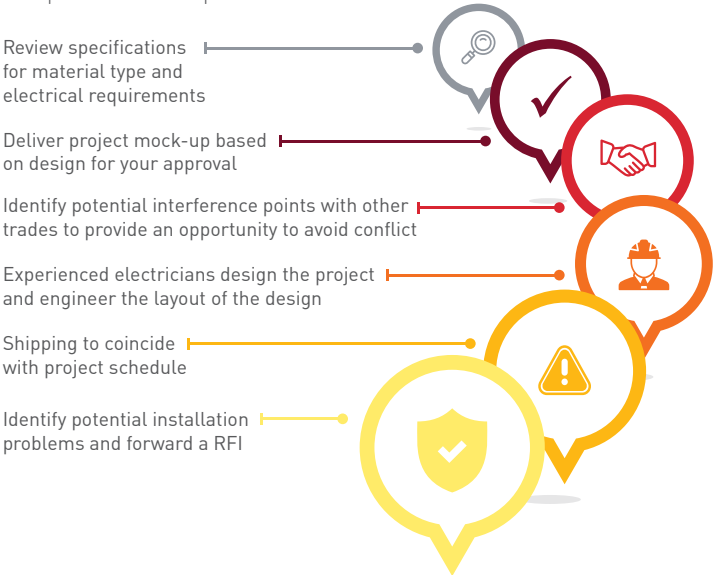 Review specifications
for material type and
electrical requirements
Deliver project mock-up based
on design for your approval
Identify potential interference points with other
trades to provide an opportunity to avoid conflict
Experienced electricians design the project
and engineer the layout of the design
Shipping to coincide
with project schedule
Identify potential installation
problems and forward a RFI